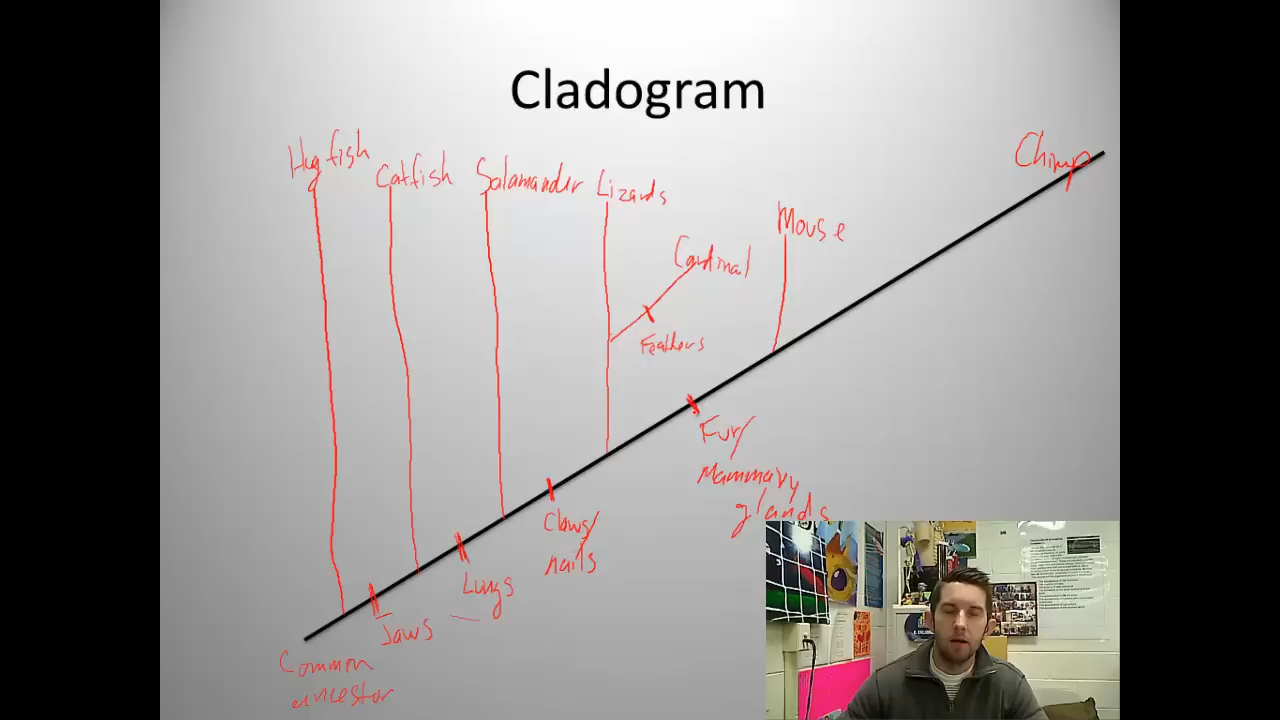 Cladogram
Hagfish
Catfish
Salamander
Lizards
Cardinal
Mouse
Chimp
Feathers
Fur/
Mammary
glands
Claws/
nails
Lungs
Jaws
Common
ancestor